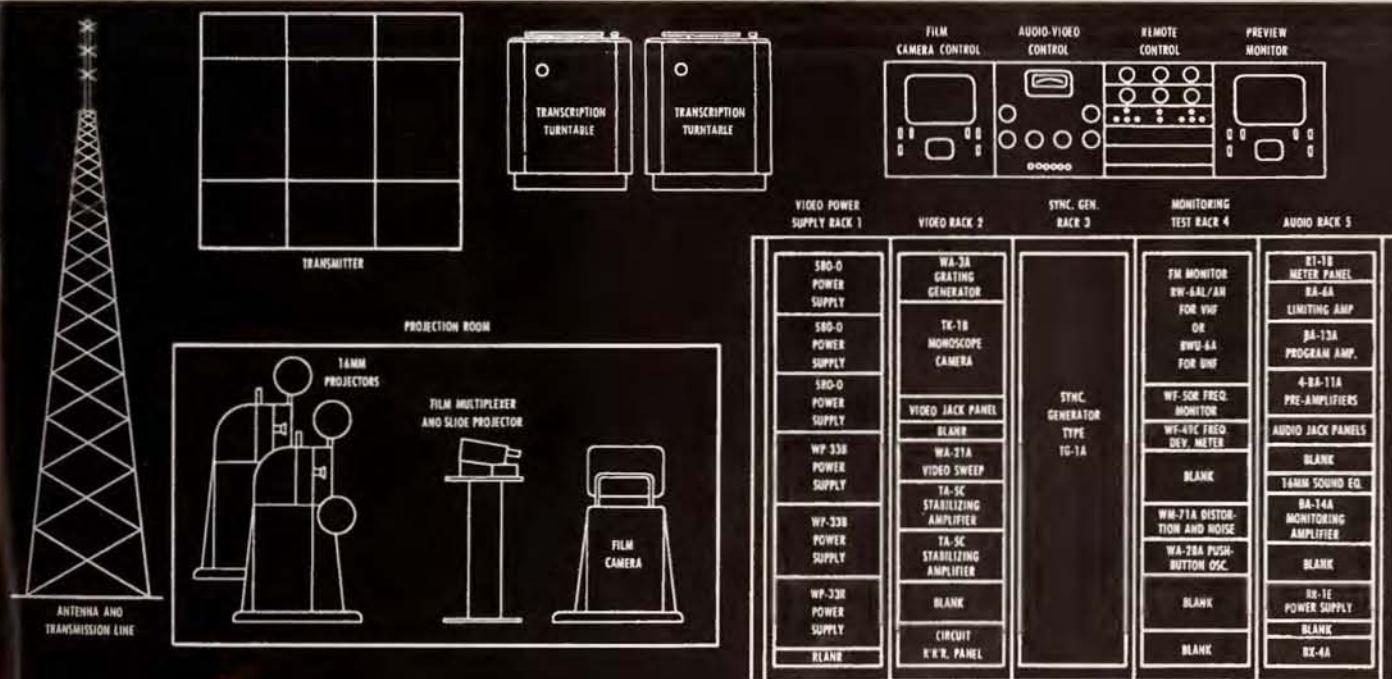 FILM
CAMERA CONTROL
AUDIO-VIDEO
CONTROL
REMOTE
CONTROL
PREVIEW
MONITOR
TRANSCRIPTION
TURNTABLE
TRANSCRIPTION
TURNTABLE
TRANSMITTER
ANTENNA AND
TRANSMISSION LINE
PROJECTION ROOM
16MM
PROJECTORS
FILM MULTIPLEXER
AND SLIDE PROJECTOR
FILM
CAMERA
VIDEO POWER
SUPPLY RACK 1
580-D
POWER
SUPPLY
580-D
POWER
SUPPLY
580-D
POWER
SUPPLY
WP 33B
POWER
SUPPLY
WP-33B
POWER
SUPPLY
WP-33B
POWER
SUPPLY
BLANK
VIDEO RACK 2
WA-3A
GRATING
GENERATOR
TK-1B
MONOSCOPE
CAMERA
VIDEO JACK PANEL
BLANK
WA-21A
VIDEO SWEEP
TA-5C
STABILIZING
AMPLIFIER
TA-5C
STABILIZING
AMPLIFIER
BLANK
CIRCUIT
PANEL
SYNC. GEN.
RACK 3
SYNC.
GENERATOR
TYPE
TG-1A
MONITORING
TEST RACK 4
FM MONITOR
BW-6AL/AH
FOR VHF
OR
BWU-6A
FOR UHF
WF-50B FREQ.
MONITOR
WF-49C FREQ.
DEV. METER
BLANK
WM-71A DISTOR-
TION AND NOISE
WA-28A PUSH-
BUTTON OSC.
BLANK
BLANK
AUDIO RACK 5
METER PANEL
BA-6A
LIMITING AMP
BA-13A
PROGRAM AMP.
4-BA-11A
PRE-AMPLIFIERS
AUDIO JACK PANELS
BLANK
16MM SOUND EQ.
BA-14A
MONITORING
AMPLIFIER
BLANK
BX-1E
POWER SUPPLY
BLANK
BX-4A